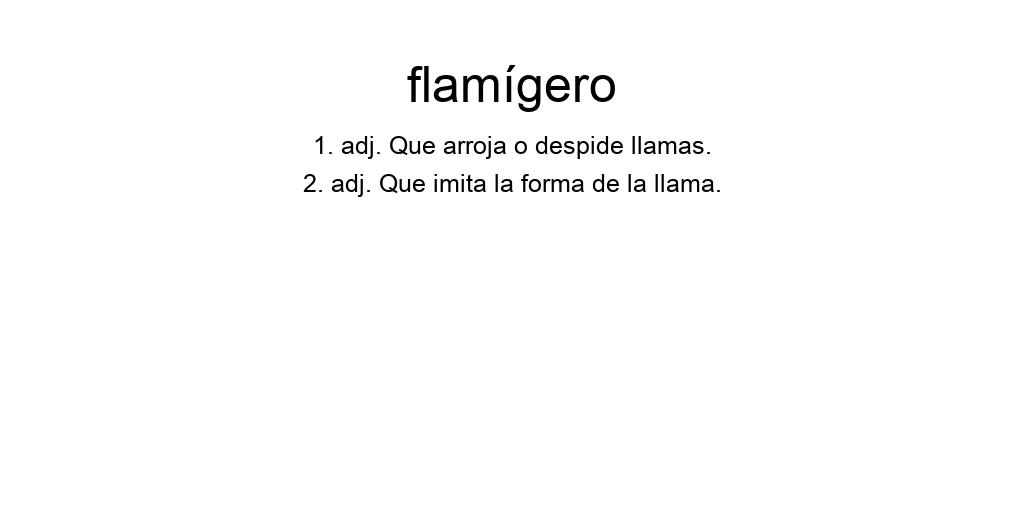 flamígero
1. adj. Que arroja o despide llamas.
2. adj. Que imita la forma de la llama.